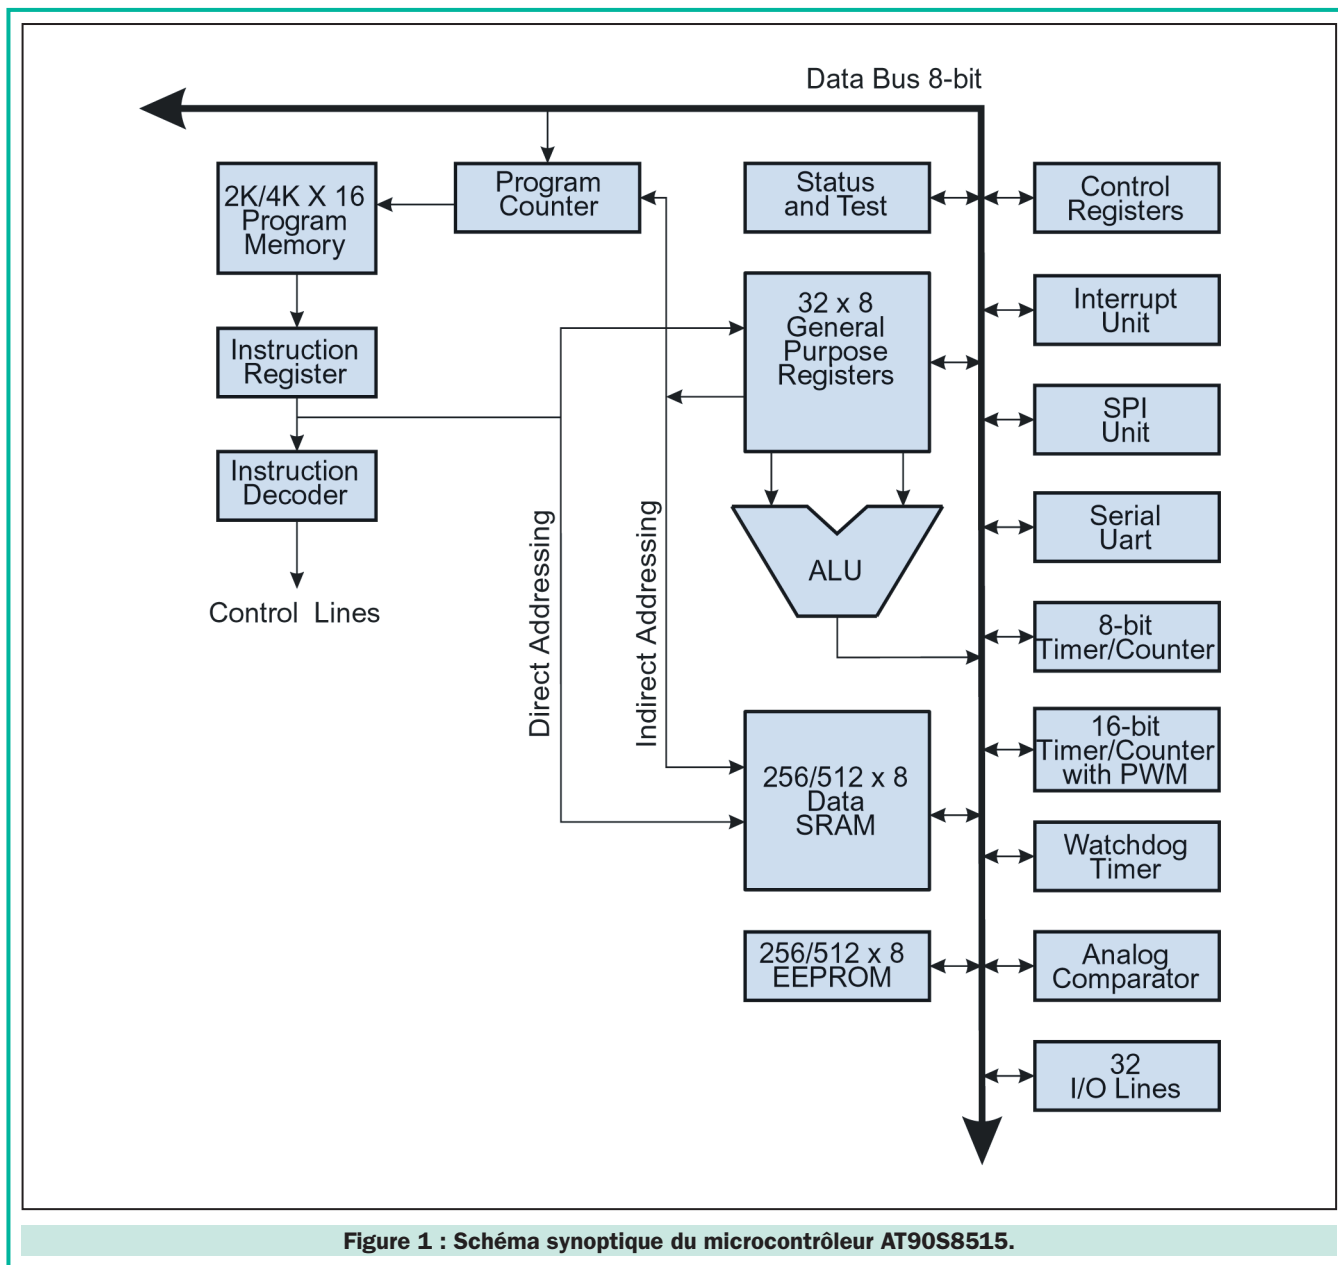 Data Bus 8-bit
2K/4K X 16
Program
Memory
Program
Counter
Status
and Test
Control
Registers
Instruction
Register
32 x 8
General
Purpose
Registers
Interrupt
Unit
Instruction
Decoder
SPI
Unit
Control Lines
Direct Addressing
Indirect Addressing
ALU
Serial
Uart
8-bit
Timer/Counter
256/512 x 8
Data
SRAM
16-bit
Timer/Counter
with PWM
Watchdog
Timer
256/512 x 8
EEPROM
Analog
Comparator
32
I/O Lines
Figure 1 : Schéma synoptique du microcontrôleur AT90S8515.